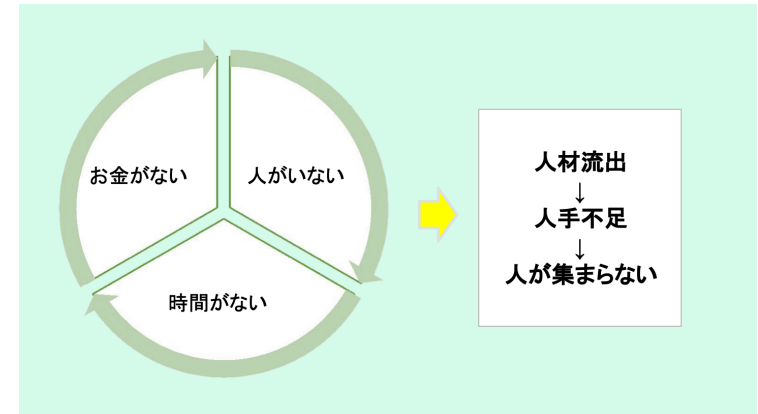 お金がない
人がいない
時間がない
人材流出
↓
人手不足
↓
人が集まらない